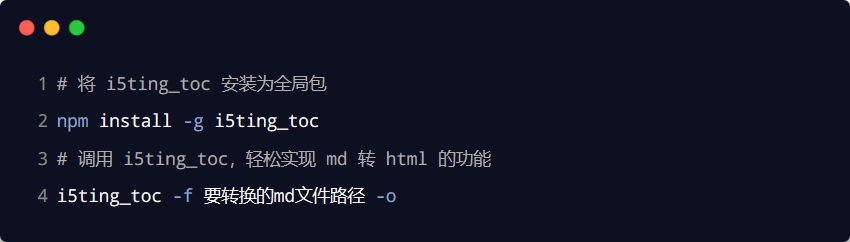 1 # 将 i5ting_toc 安装为全局包
2 npm install -g i5ting_toc
3 # 调用 i5ting_toc，轻松实现 md 转 html 的功能
4 i5ting_toc -f 要转换的md文件路径 -o